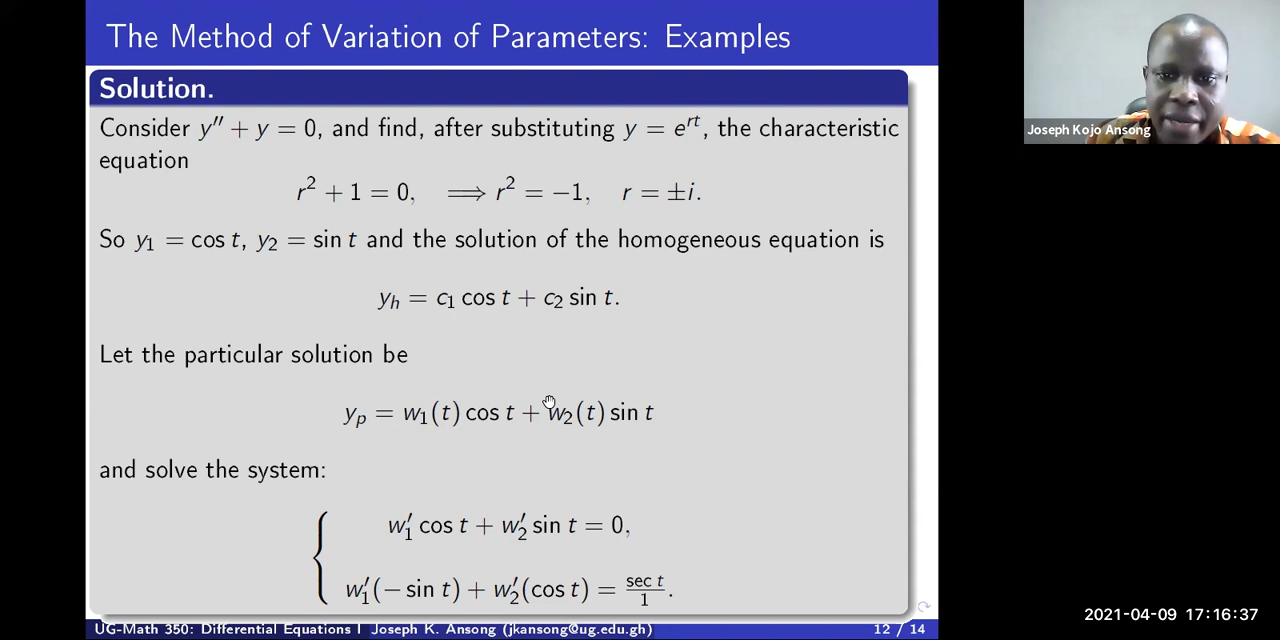 The Method of Variation of Parameters: Examples
Solution.
Consider y′′ + y = 0, and find, after substituting y = e^{rt}, the characteristic
equation
r² + 1 = 0, ⟹ r² = −1, r = ±i.
So y₁ = cos t, y₂ = sin t and the solution of the homogeneous equation is
y_h = c₁ cos t + c₂ sin t.
Let the particular solution be
y_p = w₁(t) cos t + w₂(t) sin t
and solve the system:
w₁′ cos t + w₂′ sin t = 0,
w₁′(− sin t) + w₂′(cos t) = sec t / 1.
UG-Math 350: Differential Equations I Joseph K. Ansong (jkansong@ug.edu.gh) 12 / 14
Joseph Kojo Ansong
2021-04-09 17:16:37